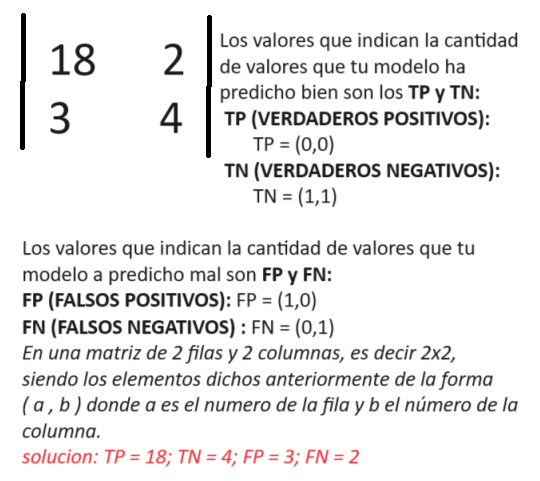 18 2
3 4
Los valores que indican la cantidad
de valores que tu modelo ha
predicho bien son los TP y TN:
TP (VERDADEROS POSITIVOS):
TP = (0,0)
TN (VERDADEROS NEGATIVOS):
TN = (1,1)
Los valores que indican la cantidad de valores que tu
modelo a predicho mal son FP y FN:
FP (FALSOS POSITIVOS): FP = (1,0)
FN (FALSOS NEGATIVOS) : FN = (0,1)
En una matriz de 2 filas y 2 columnas, es decir 2x2,
siendo los elementos dichos anteriormente de la forma
( a , b ) donde a es el numero de la fila y b el número de la
columna.
solucion: TP = 18; TN = 4; FP = 3; FN = 2